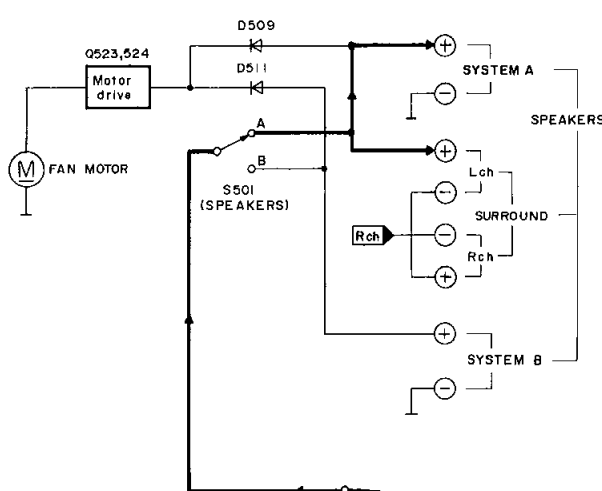 D509
Q523,524
D511
Motor
drive
+
SYSTEM A
−
SPEAKERS
A
+
M
FAN MOTOR
B
Lch
S501
(SPEAKERS)
−
SURROUND
Rch
−
Rch
+
+
SYSTEM B
−